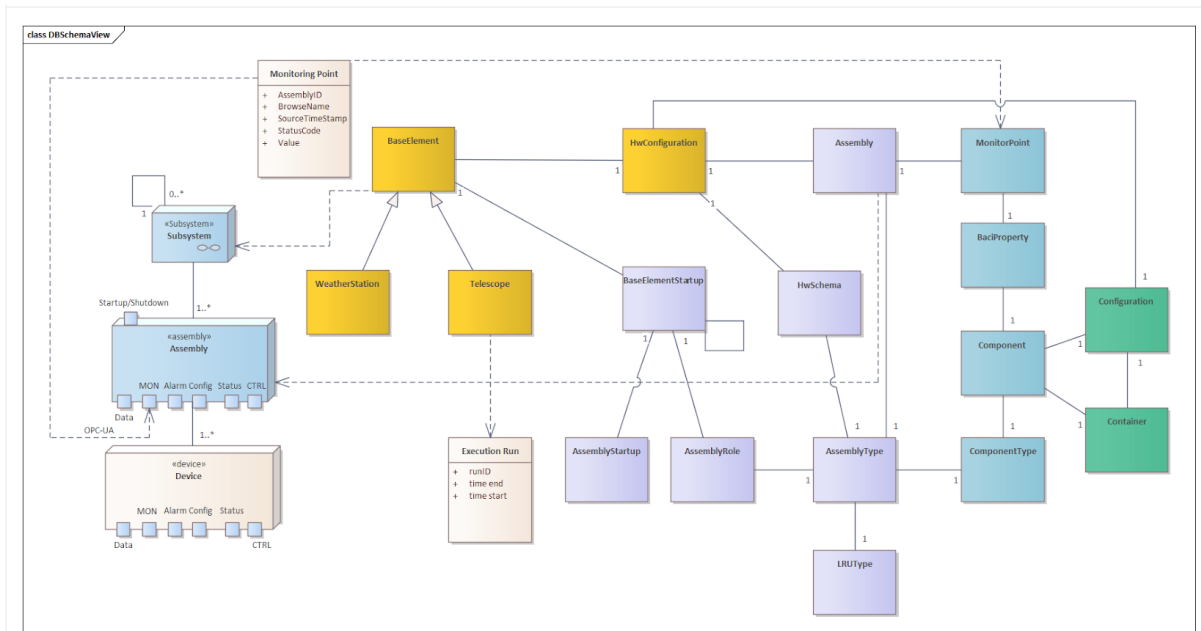 class DBSchemaView
Monitoring Point
+ AssemblyID
+ BrowseName
+ SourceTimeStamp
+ StatusCode
+ Value
BaseElement
1
HwConfiguration
1
1
1
Assembly
1
MonitorPoint
1
0..*
1
«Subsystem»
Subsystem
1..*
WeatherStation
Telescope
BaseElementStartup
1
1
HwSchema
BaciProperty
1
Configuration
1
1
1
Component
1
Startup/Shutdown
«assembly»
Assembly
MON Alarm Config Status CTRL
Data
OPC-UA
1..*
Execution Run
+ runID
+ time end
+ time start
AssemblyStartup
AssemblyRole
1
AssemblyType
1
1
1
1
ComponentType
1
Container
«device»
Device
MON Alarm Config Status
Data
CTRL
1
LRUType